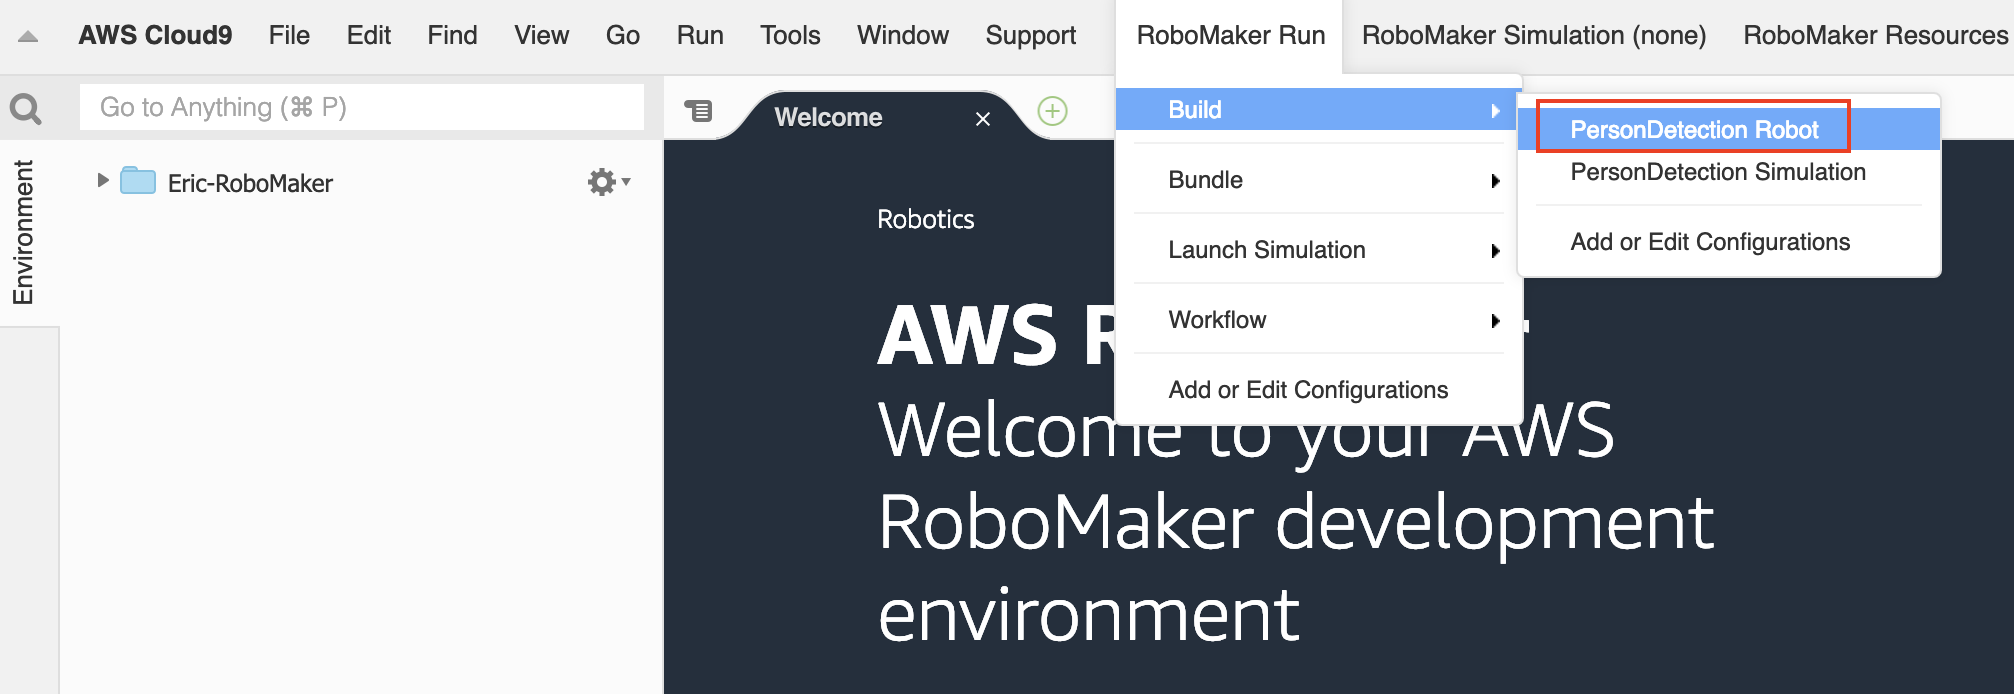 AWS Cloud9 File Edit Find View Go Run Tools Window Support RoboMaker Run RoboMaker Simulation (none) RoboMaker Resources
Go to Anything (⌘ P)
Welcome
Environment
Eric-RoboMaker
Build
Bundle
Launch Simulation
Workflow
Add or Edit Configurations
PersonDetection Robot
PersonDetection Simulation
Add or Edit Configurations
Robotics
AWS R
Welcome to your AWS
RoboMaker development
environment